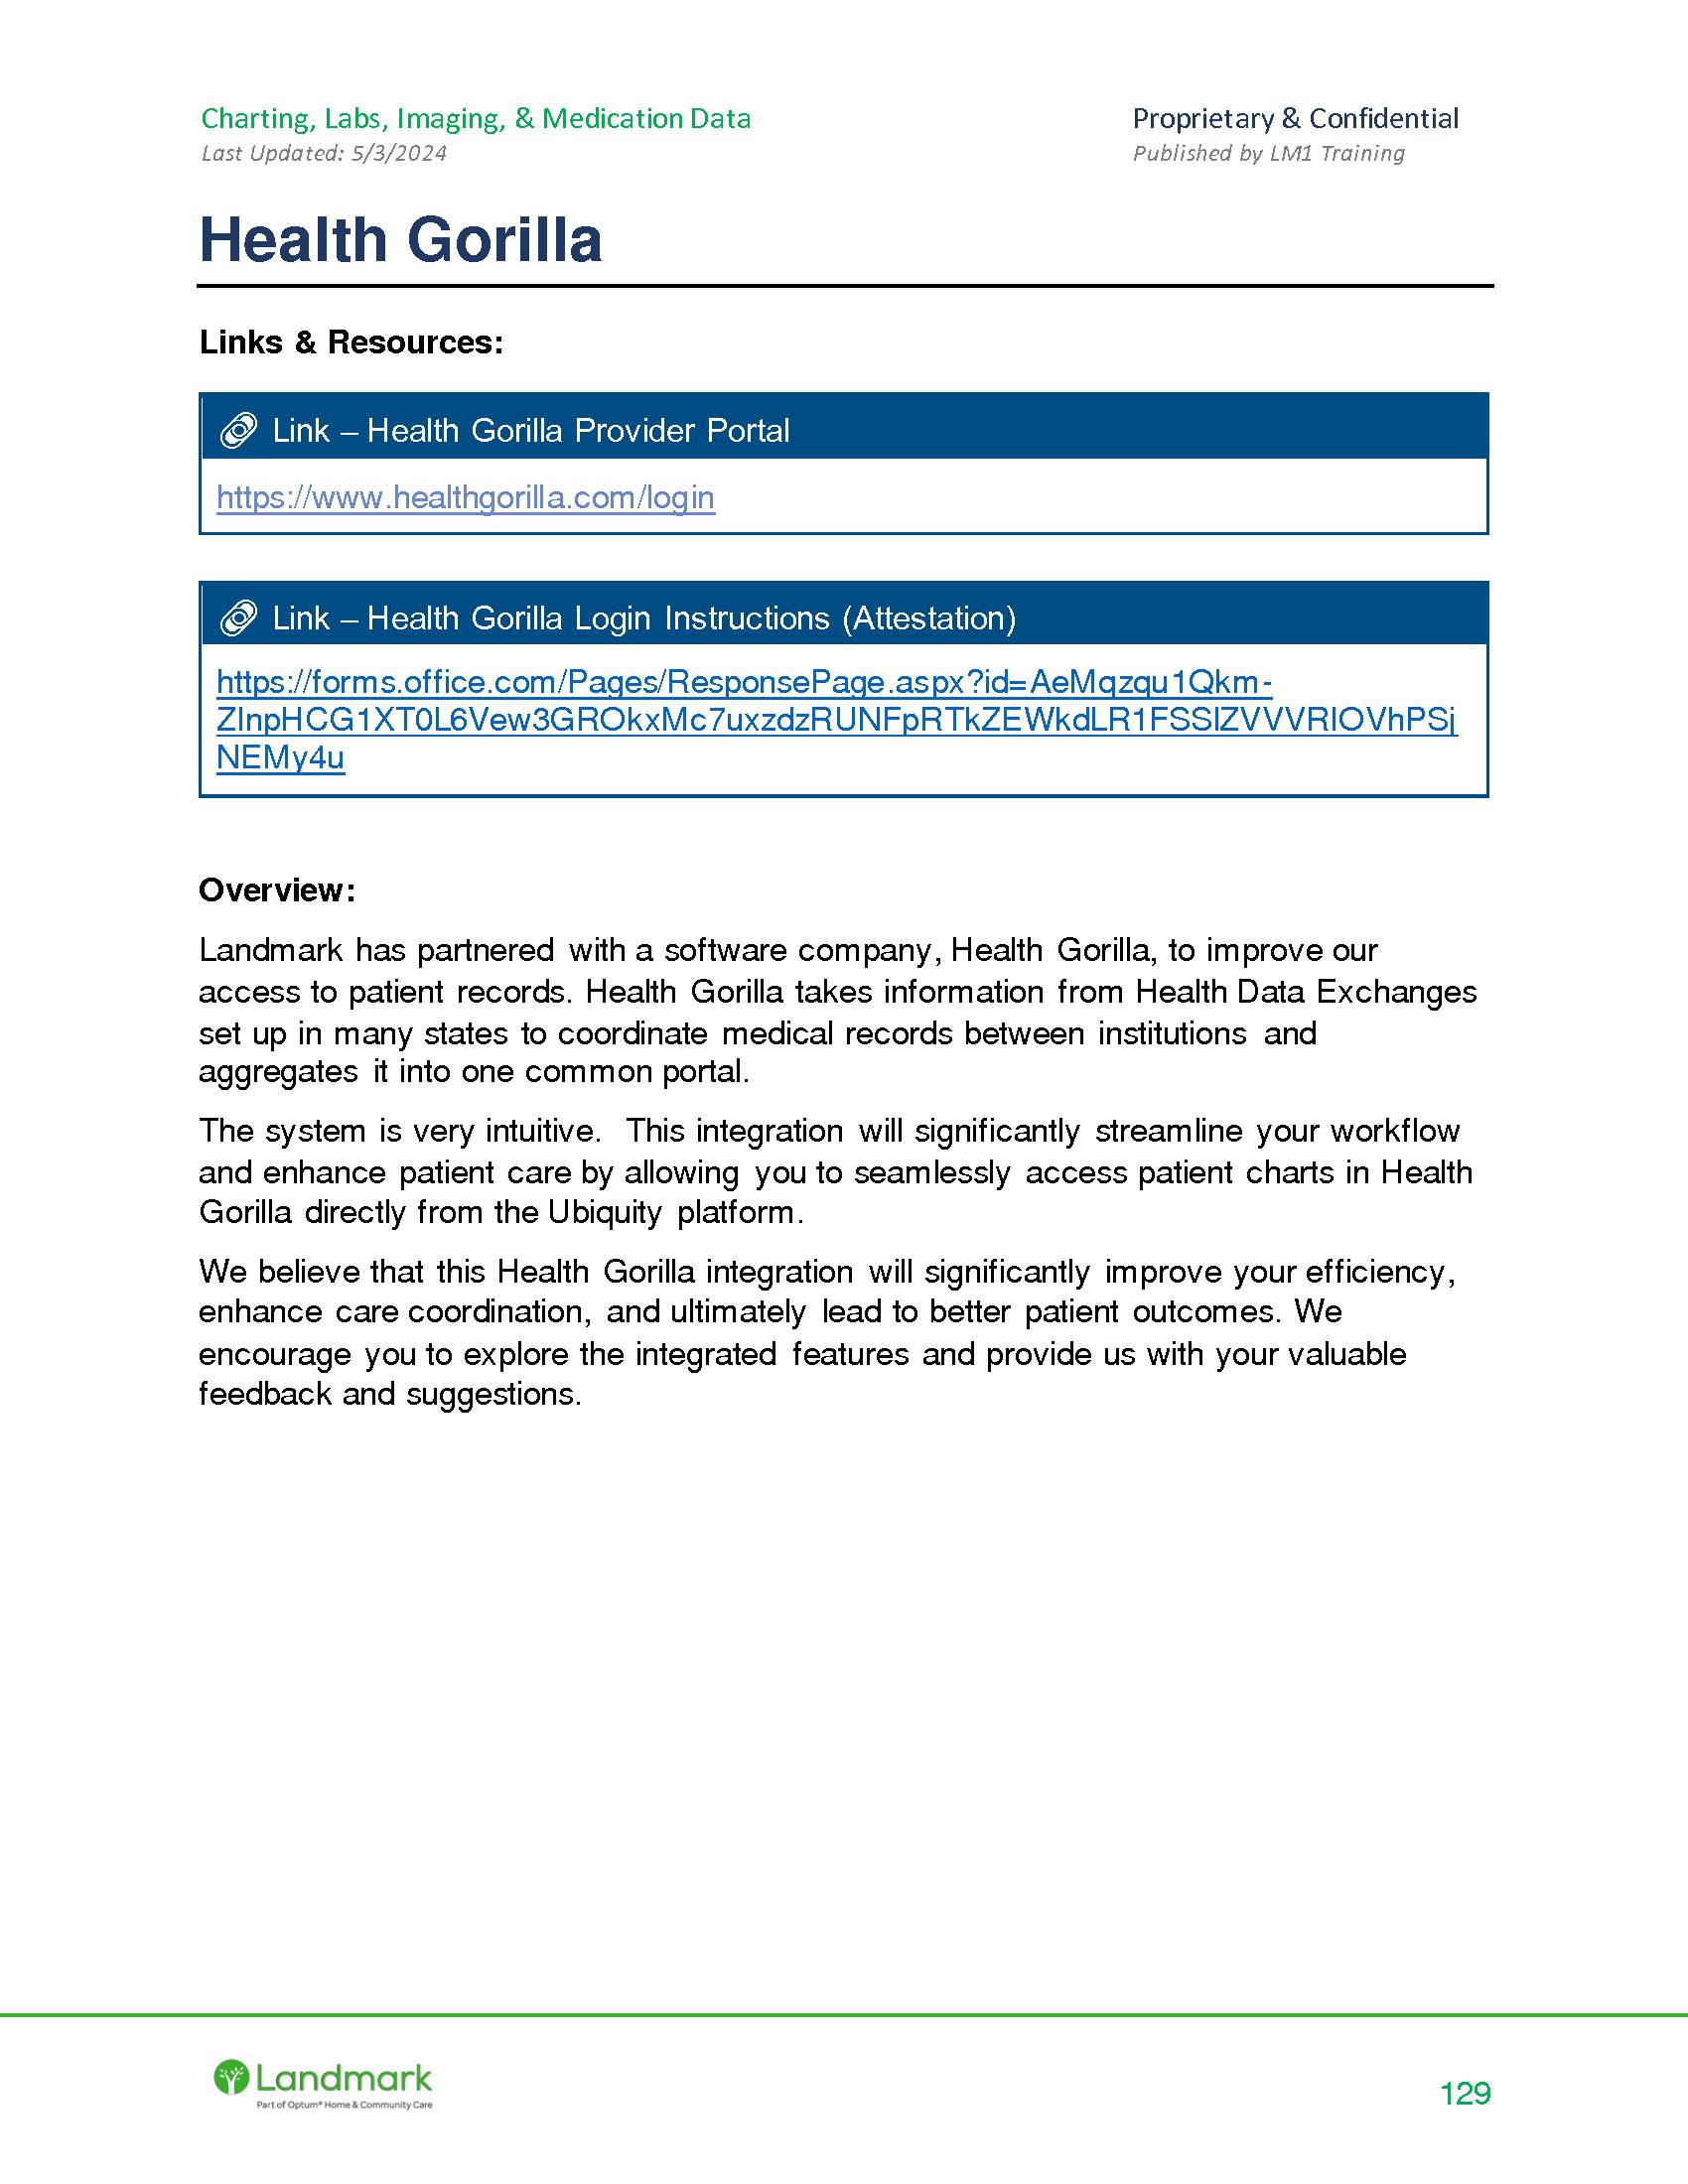 Charting, Labs, Imaging, & Medication Data
Proprietary & Confidential
Last Updated: 5/3/2024
Published by LM1 Training
Health Gorilla
Links & Resources:
Link – Health Gorilla Provider Portal
https://www.healthgorilla.com/login
Link – Health Gorilla Login Instructions (Attestation)
https://forms.office.com/Pages/ResponsePage.aspx?id=AeMqzqu1Qkm-
ZInpHCG1XT0L6Vew3GROkxMc7uxzdzRUNFpRTkZEWkdLR1FSSlZVVVRIOVhPSj
NEMy4u
Overview:
Landmark has partnered with a software company, Health Gorilla, to improve our
access to patient records. Health Gorilla takes information from Health Data Exchanges
set up in many states to coordinate medical records between institutions and
aggregates it into one common portal.
The system is very intuitive.  This integration will significantly streamline your workflow
and enhance patient care by allowing you to seamlessly access patient charts in Health
Gorilla directly from the Ubiquity platform.
We believe that this Health Gorilla integration will significantly improve your efficiency,
enhance care coordination, and ultimately lead to better patient outcomes. We
encourage you to explore the integrated features and provide us with your valuable
feedback and suggestions.
Landmark
Part of Optum® Home & Community Care
129